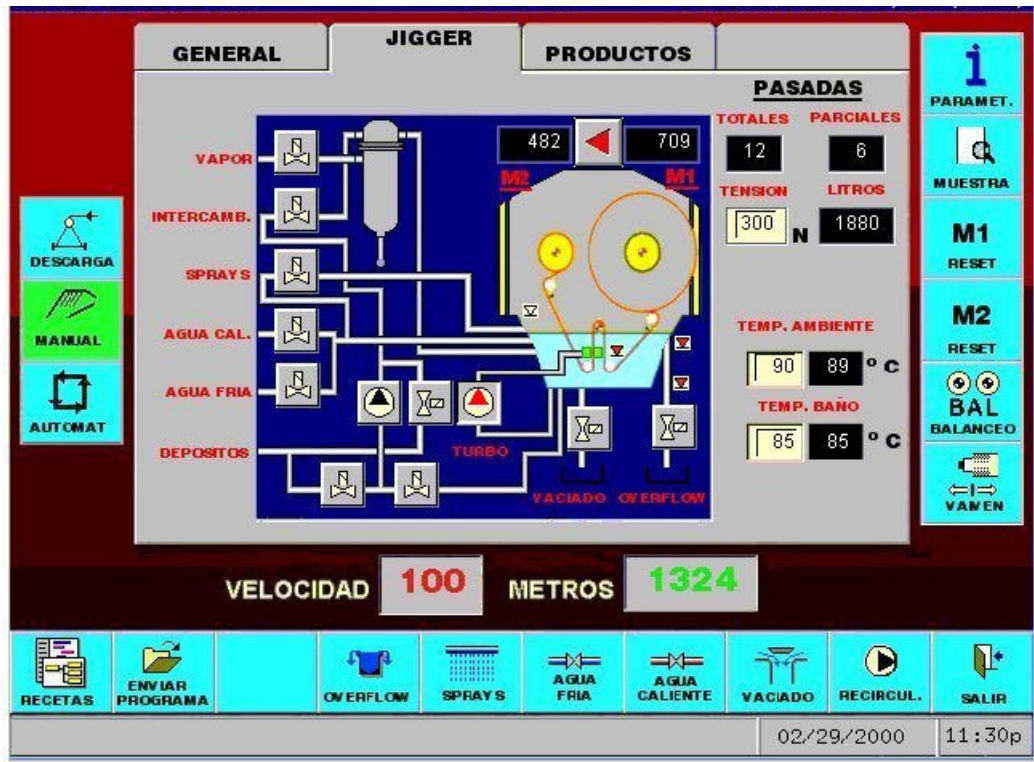 GENERAL
JIGGER
PRODUCTOS
PASADAS
TOTALES PARCIALES
12 6
TENSION LITROS
300 N 1880
TEMP. AMBIENTE
90 89 º C
TEMP. BAÑO
85 85 º C
482 709
M2 M1
VAPOR
INTERCAMB.
SPRAYS
AGUA CAL.
AGUA FRIA
DEPOSITOS
TURBO
VACIADO OVERFLOW
DESCARGA
MANUAL
AUTOMAT
i
PARAMET.
MUESTRA
M1
RESET
M2
RESET
BAL
BALANCEO
VAIVEN
VELOCIDAD 100 METROS 1324
RECETAS
ENVIAR
PROGRAMA
OVERFLOW
SPRAYS
AGUA
FRIA
AGUA
CALIENTE
VACIADO
RECIRCUL.
SALIR
02/29/2000 11:30p